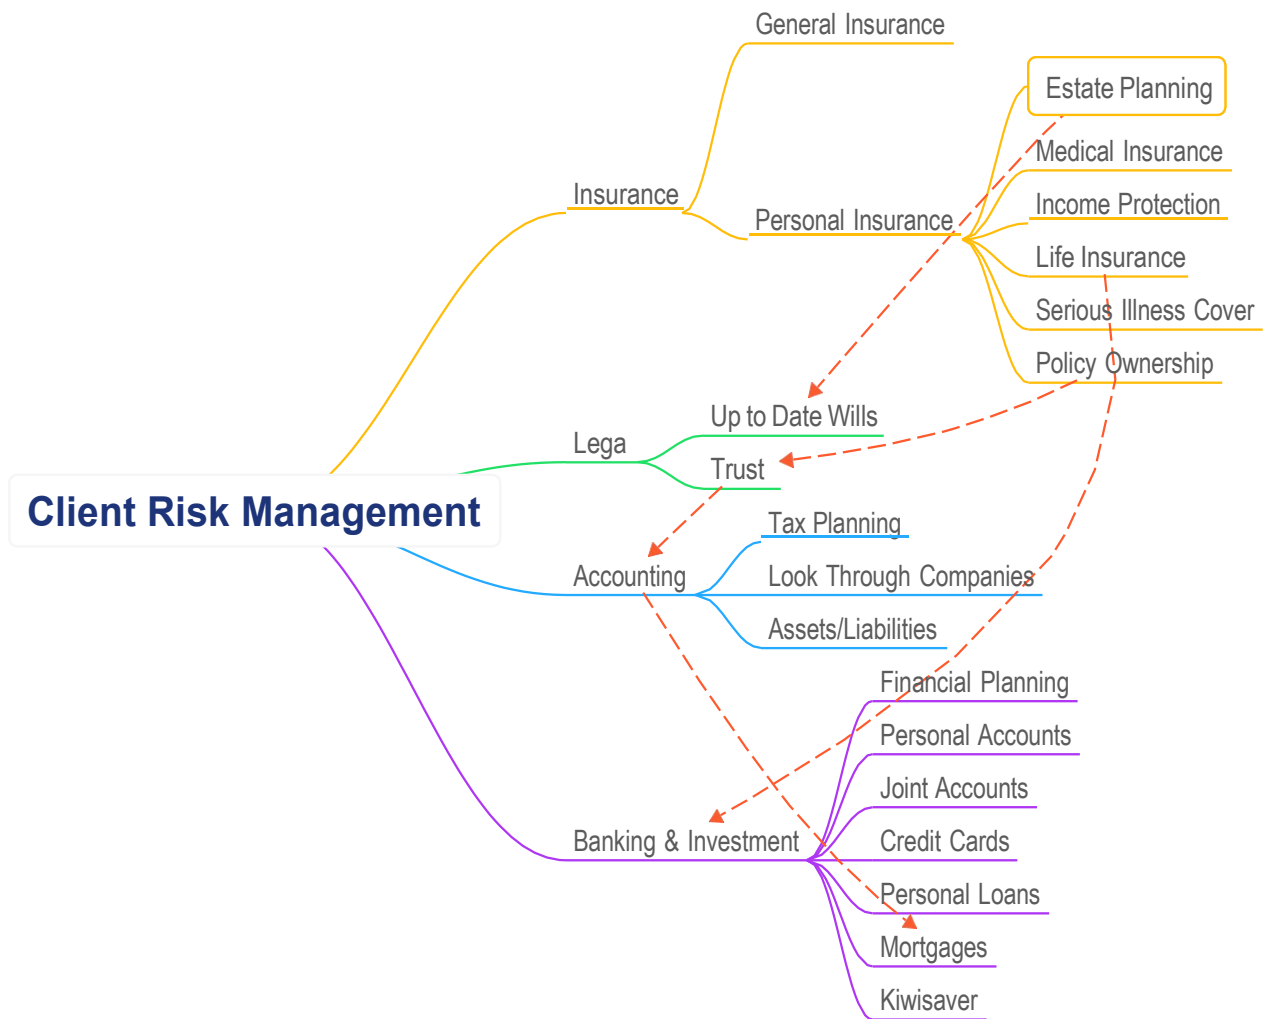 General Insurance
Estate Planning
Medical Insurance
Insurance
Income Protection
Personal Insurance
Life Insurance
Serious Illness Cover
Policy Ownership
Up to Date Wills
Lega
Trust
Client Risk Management
Tax Planning
Accounting
Look Through Companies
Assets/Liabilities
Financial Planning
Personal Accounts
Joint Accounts
Banking & Investment
Credit Cards
Personal Loans
Mortgages
Kiwisaver